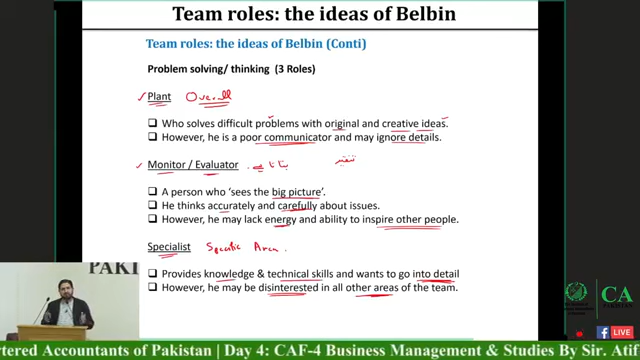 Team roles: the ideas of Belbin
Team roles: the ideas of Belbin (Conti)
Problem solving/ thinking (3 Roles)
Plant Overall
Who solves difficult problems with original and creative ideas.
However, he is a poor communicator and may ignore details.
Monitor / Evaluator
A person who ‘sees the big picture’.
He thinks accurately and carefully about issues.
However, he may lack energy and ability to inspire other people.
Specialist Specific Area.
Provides knowledge & technical skills and wants to go into detail
However, he may be disinterested in all other areas of the team.
PAK
CA
PAKISTAN
f LIVE
rtered Accountants of Pakistan | Day 4: CAF-4 Business Management & Studies By Sir. Atif